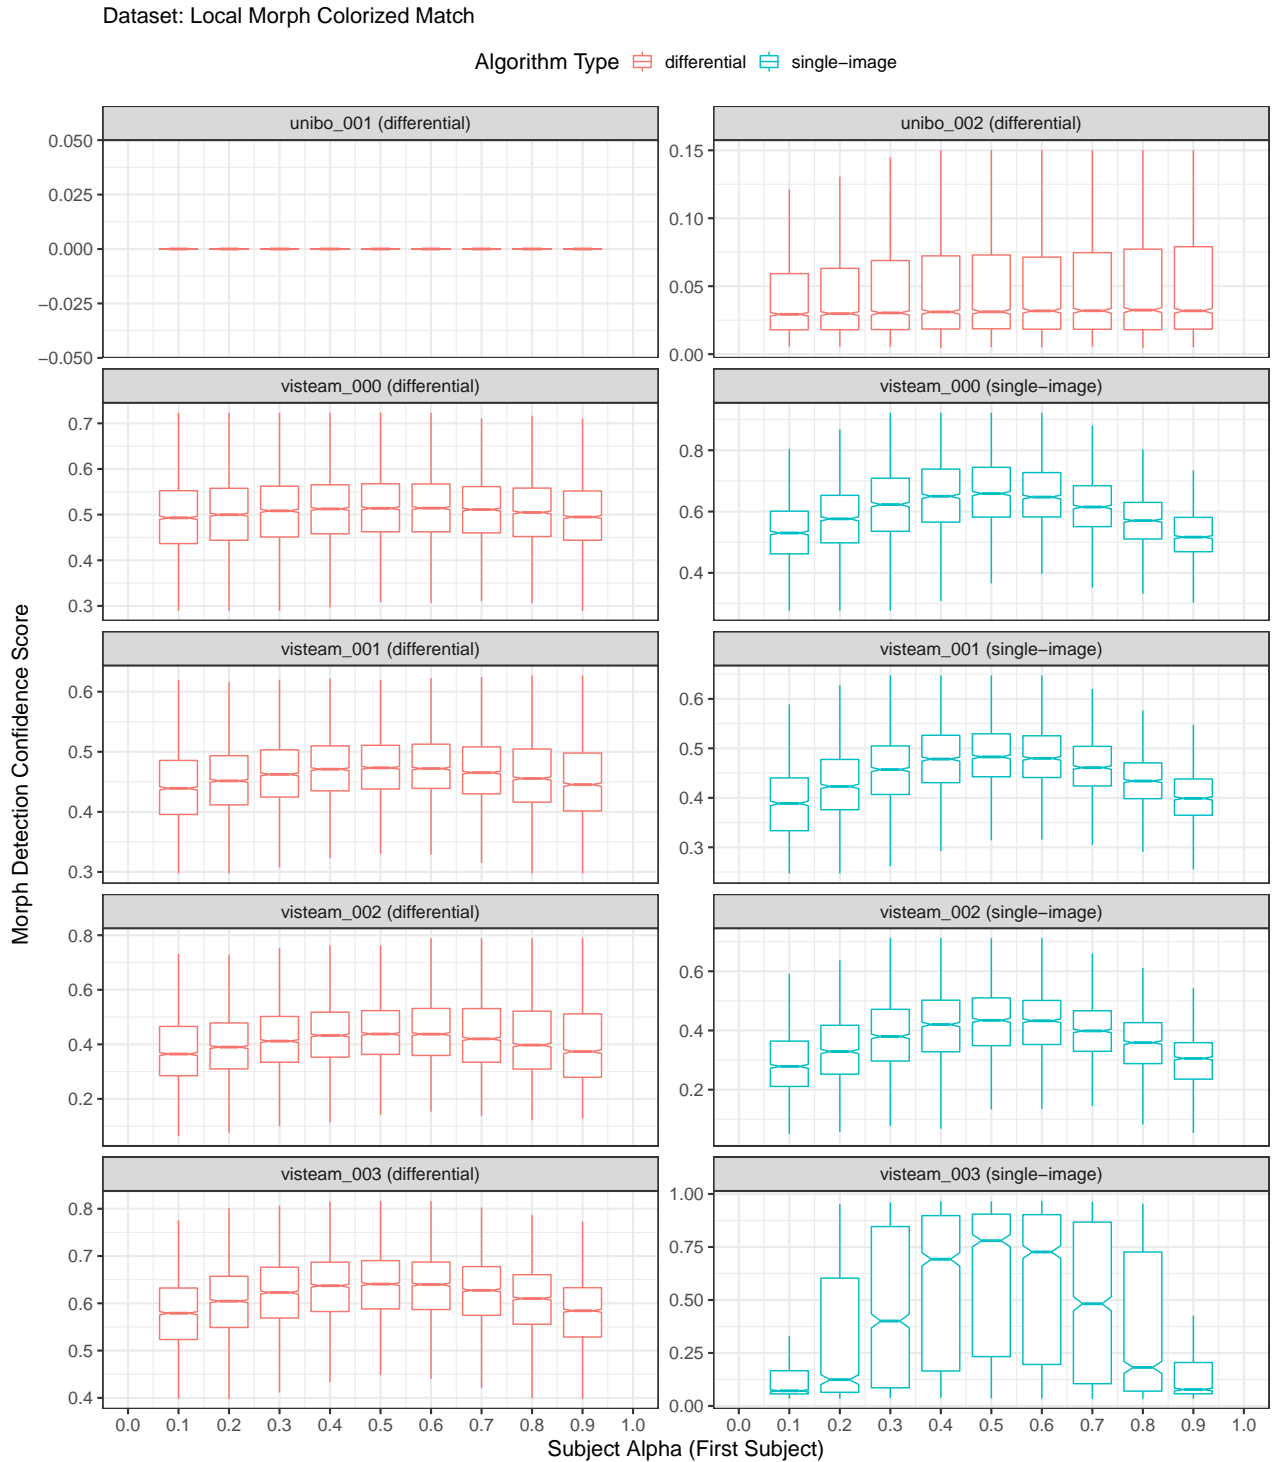 Dataset: Local Morph Colorized Match
Algorithm Type differential single−image
unibo_001 (differential)
0.050
0.025
0.000
−0.025
−0.050
unibo_002 (differential)
0.15
0.10
0.05
0.00
visteam_000 (differential)
0.7
0.6
0.5
0.4
0.3
visteam_000 (single−image)
0.8
0.6
0.4
visteam_001 (differential)
0.6
0.5
0.4
0.3
visteam_001 (single−image)
0.6
0.5
0.4
0.3
visteam_002 (differential)
0.8
0.6
0.4
0.2
visteam_002 (single−image)
0.6
0.4
0.2
visteam_003 (differential)
0.8
0.7
0.6
0.5
0.4
visteam_003 (single−image)
1.00
0.75
0.50
0.25
0.00
0.0 0.1 0.2 0.3 0.4 0.5 0.6 0.7 0.8 0.9 1.0
0.0 0.1 0.2 0.3 0.4 0.5 0.6 0.7 0.8 0.9 1.0
Subject Alpha (First Subject)
Morph Detection Confidence Score